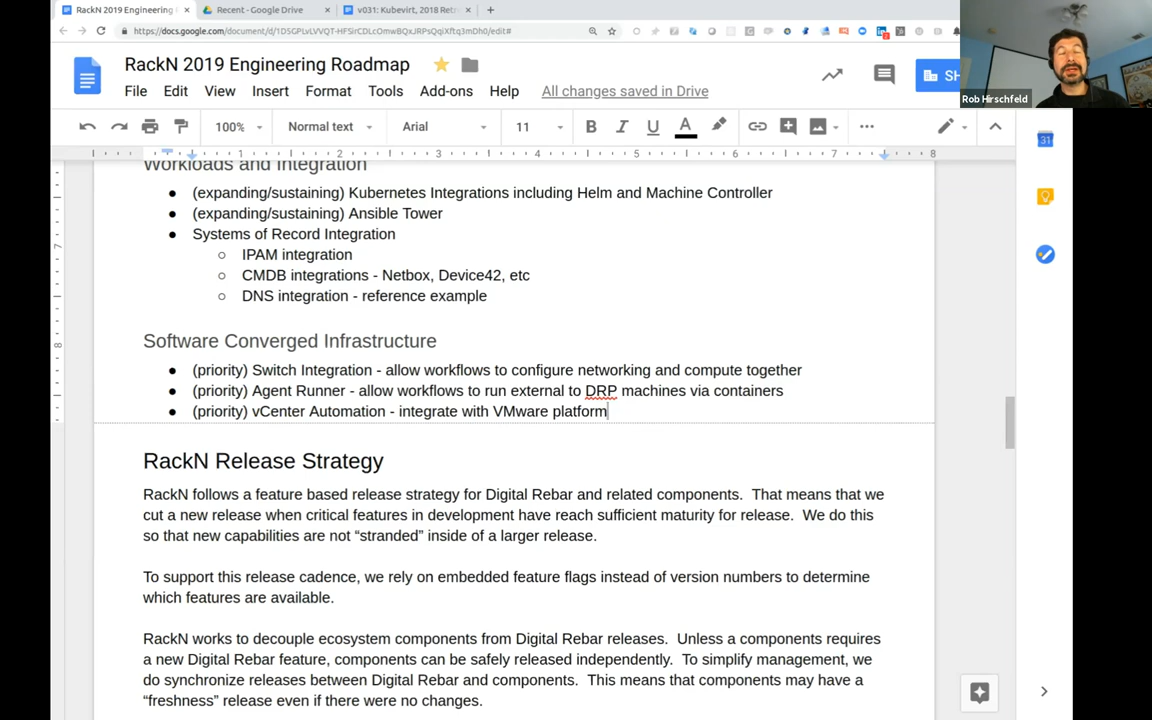 RackN 2019 Engineering
Recent - Google Drive
v031: Kubevirt, 2018 Retr
RackN 2019 Engineering Roadmap
File Edit View Insert Format Tools Add-ons Help All changes saved in Drive
SH
Rob Hirschfeld
100% Normal text Arial 11 B I U A
1 2 3 4 5 6 7 8
31
Workloads and Integration
● (expanding/sustaining) Kubernetes Integrations including Helm and Machine Controller
● (expanding/sustaining) Ansible Tower
● Systems of Record Integration
○ IPAM integration
○ CMDB integrations - Netbox, Device42, etc
○ DNS integration - reference example
Software Converged Infrastructure
● (priority) Switch Integration - allow workflows to configure networking and compute together
● (priority) Agent Runner - allow workflows to run external to DRP machines via containers
● (priority) vCenter Automation - integrate with VMware platform
RackN Release Strategy
RackN follows a feature based release strategy for Digital Rebar and related components.  That means that we
cut a new release when critical features in development have reach sufficient maturity for release.  We do this
so that new capabilities are not “stranded” inside of a larger release.
To support this release cadence, we rely on embedded feature flags instead of version numbers to determine
which features are available.
RackN works to decouple ecosystem components from Digital Rebar releases.  Unless a components requires
a new Digital Rebar feature, components can be safely released independently.  To simplify management, we
do synchronize releases between Digital Rebar and components.  This means that components may have a
“freshness” release even if there were no changes.